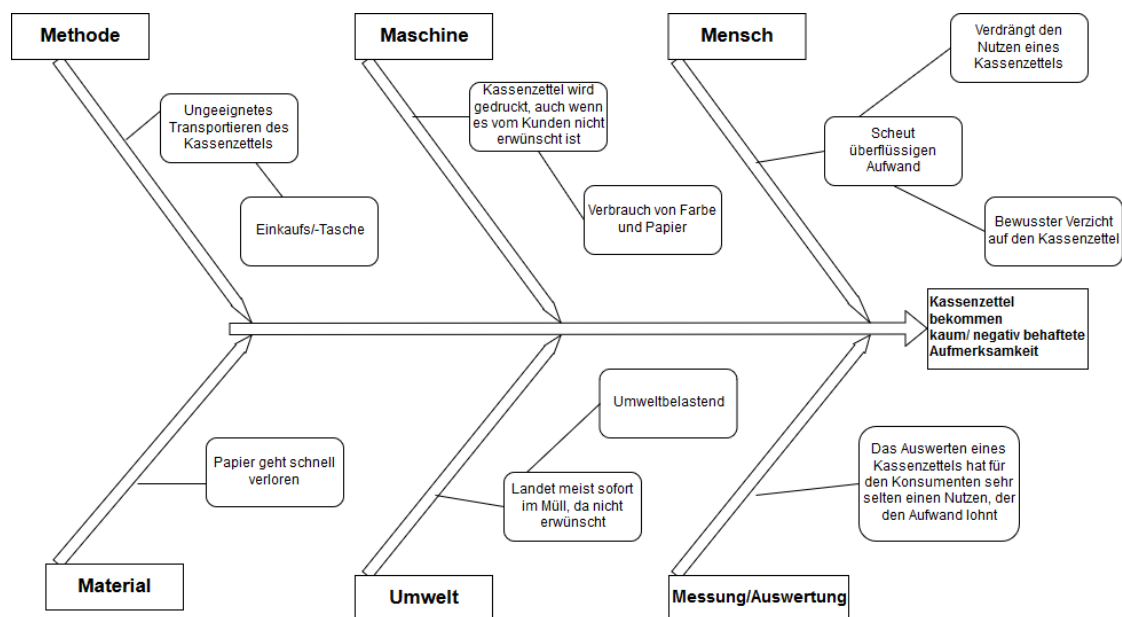 Methode
Maschine
Mensch
Verdrängt den
Nutzen eines
Kassenzettels
Ungeeignetes
Transportieren des
Kassenzettels
Kassenzettel wird
gedruckt, auch wenn
es vom Kunden nicht
erwünscht ist
Scheut
überflüssigen
Aufwand
Einkaufs/-Tasche
Verbrauch von Farbe
und Papier
Bewusster Verzicht
auf den Kassenzettel
Kassenzettel
bekommen
kaum/ negativ behaftete
Aufmerksamkeit
Papier geht schnell
verloren
Umweltbelastend
Landet meist sofort
im Müll, da nicht
erwünscht
Das Auswerten eines
Kassenzettels hat für
den Konsumenten sehr
selten einen Nutzen, der
den Aufwand lohnt
Material
Umwelt
Messung/Auswertung